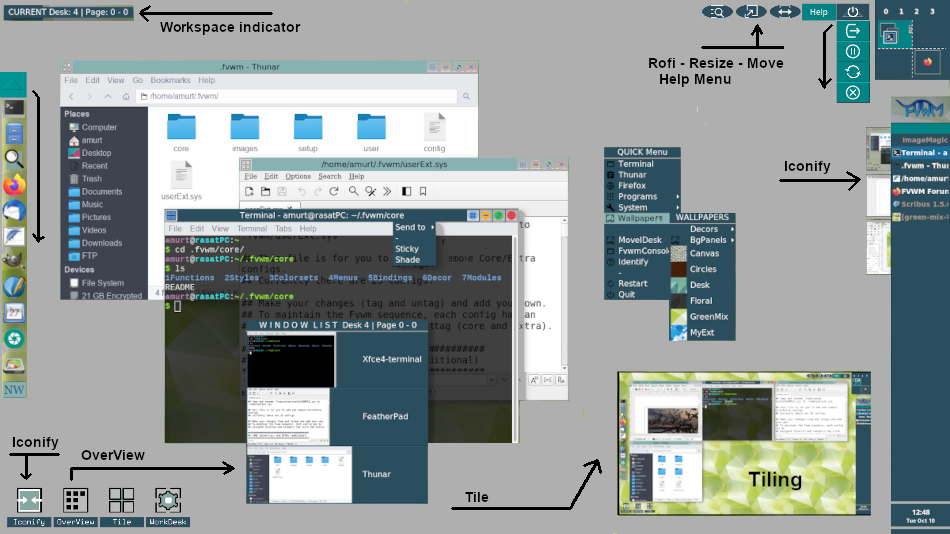 CURRENT Desk: 4 | Page: 0 - 0
Workspace indicator
Help
0 1 2 3
Rofi - Resize - Move
Help Menu
.fvwm - Thunar
File Edit View Go Bookmarks Help
/home/amurt/.fvwm/
Places
Computer
amurt
Desktop
Recent
Trash
Documents
Music
Pictures
Videos
Downloads
FTP
Devices
File System
21 GB Encrypted
core
images
setup
user
config
userExt.sys
/home/amurt/.fvwm/userExt.sys
File Edit Options Search Help
Terminal - amurt@rasatPC: ~/.fvwm/core
File Edit View Terminal Tabs Help
Send to
-
Sticky
Shade
amurt@rasatPC:~
$ cd .fvwm/core/
amurt@rasatPC:~/.fvwm/core
$ ls
1Functions 2Styles 3Colorsets 4Menus 5Bindings 6Decor 7Modules
README
amurt@rasatPC:~/.fvwm/core
$
## Make your changes (tag and untag) and add your own.
## To maintain the Fvwm sequence, each config has an
WINDOW LIST Desk 4 | Page 0 - 0
Xfce4-terminal
FeatherPad
Thunar
QUICK Menu
Terminal
Thunar
Firefox
Programs
System
Wallpapers
MovelDesk
FvwmConsole
Identify
-
Restart
Quit
WALLPAPERS
Decors
BgPanels
Canvas
Circles
Desk
Floral
GreenMix
MyExt
Iconify
FVWM
ImageMagic
Terminal - a
.fvwm - Thu
/home/amur
FVWM Forum
Scribus 1.5.
(green-mix-
NW
Iconify
OverView
Iconify
OverView
Tile
WorkDesk
Tile
Tiling
12:48
Tue Oct 10